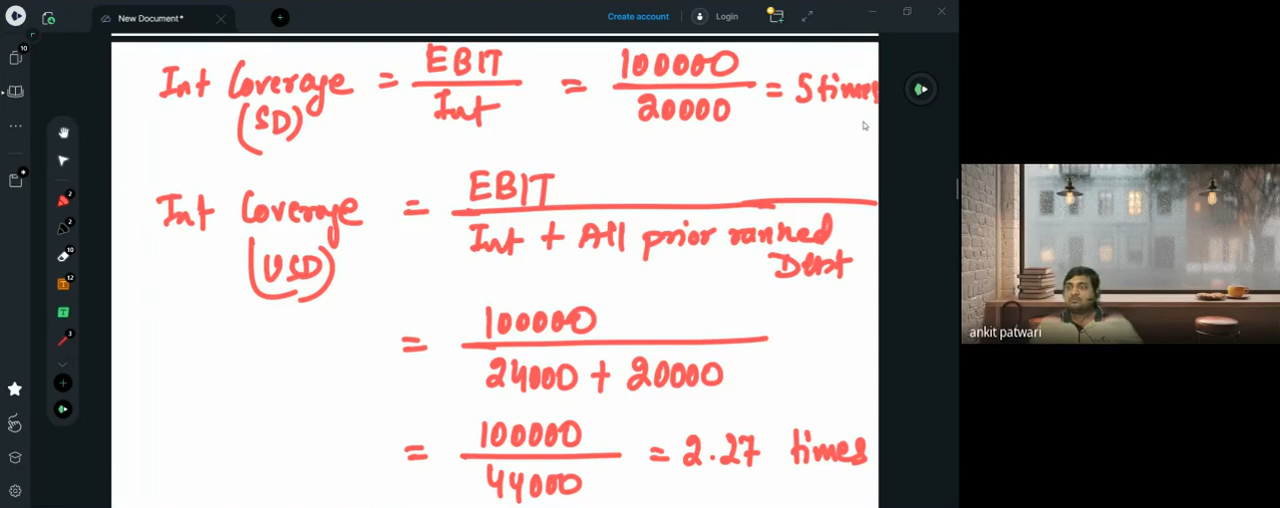 New Document*
Create account
Login
Int Coverage = EBIT / Int = 100000 / 20000 = 5 times
(SD)
Int Coverage = EBIT / Int + All prior ranked Debt
(USD)
= 100000 / 24000 + 20000
= 100000 / 44000 = 2.27 times
ankit patwari